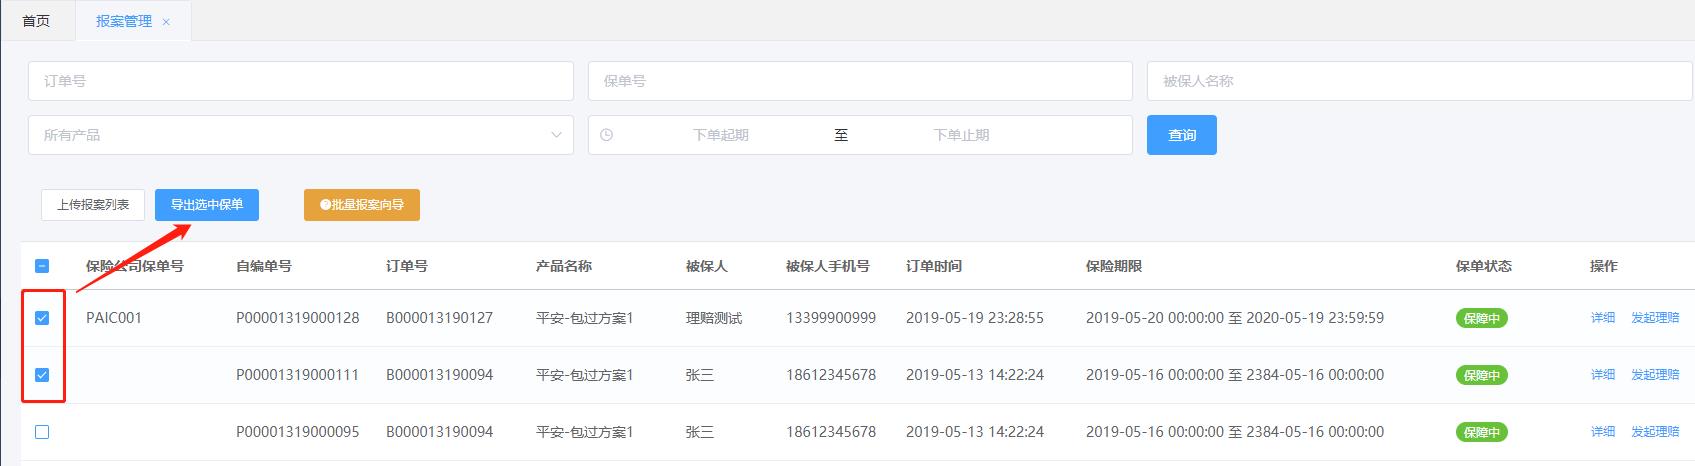 首页 报案管理 ×
订单号 保单号 被保人名称
所有产品 下单起期 至 下单止期 查询
上传报案列表 导出选中保单 ?批量报案向导
保险公司保单号 自编单号 订单号 产品名称 被保人 被保人手机号 订单时间 保险期限 保单状态 操作
PAIC001 P00001319000128 B000013190127 平安-包过方案1 理赔测试 13399900999 2019-05-19 23:28:55 2019-05-20 00:00:00 至 2020-05-19 23:59:59 保障中 详细 发起理赔
P00001319000111 B000013190094 平安-包过方案1 张三 18612345678 2019-05-13 14:22:24 2019-05-16 00:00:00 至 2384-05-16 00:00:00 保障中 详细 发起理赔
P00001319000095 B000013190094 平安-包过方案1 张三 18612345678 2019-05-13 14:22:24 2019-05-16 00:00:00 至 2384-05-16 00:00:00 保障中 详细 发起理赔